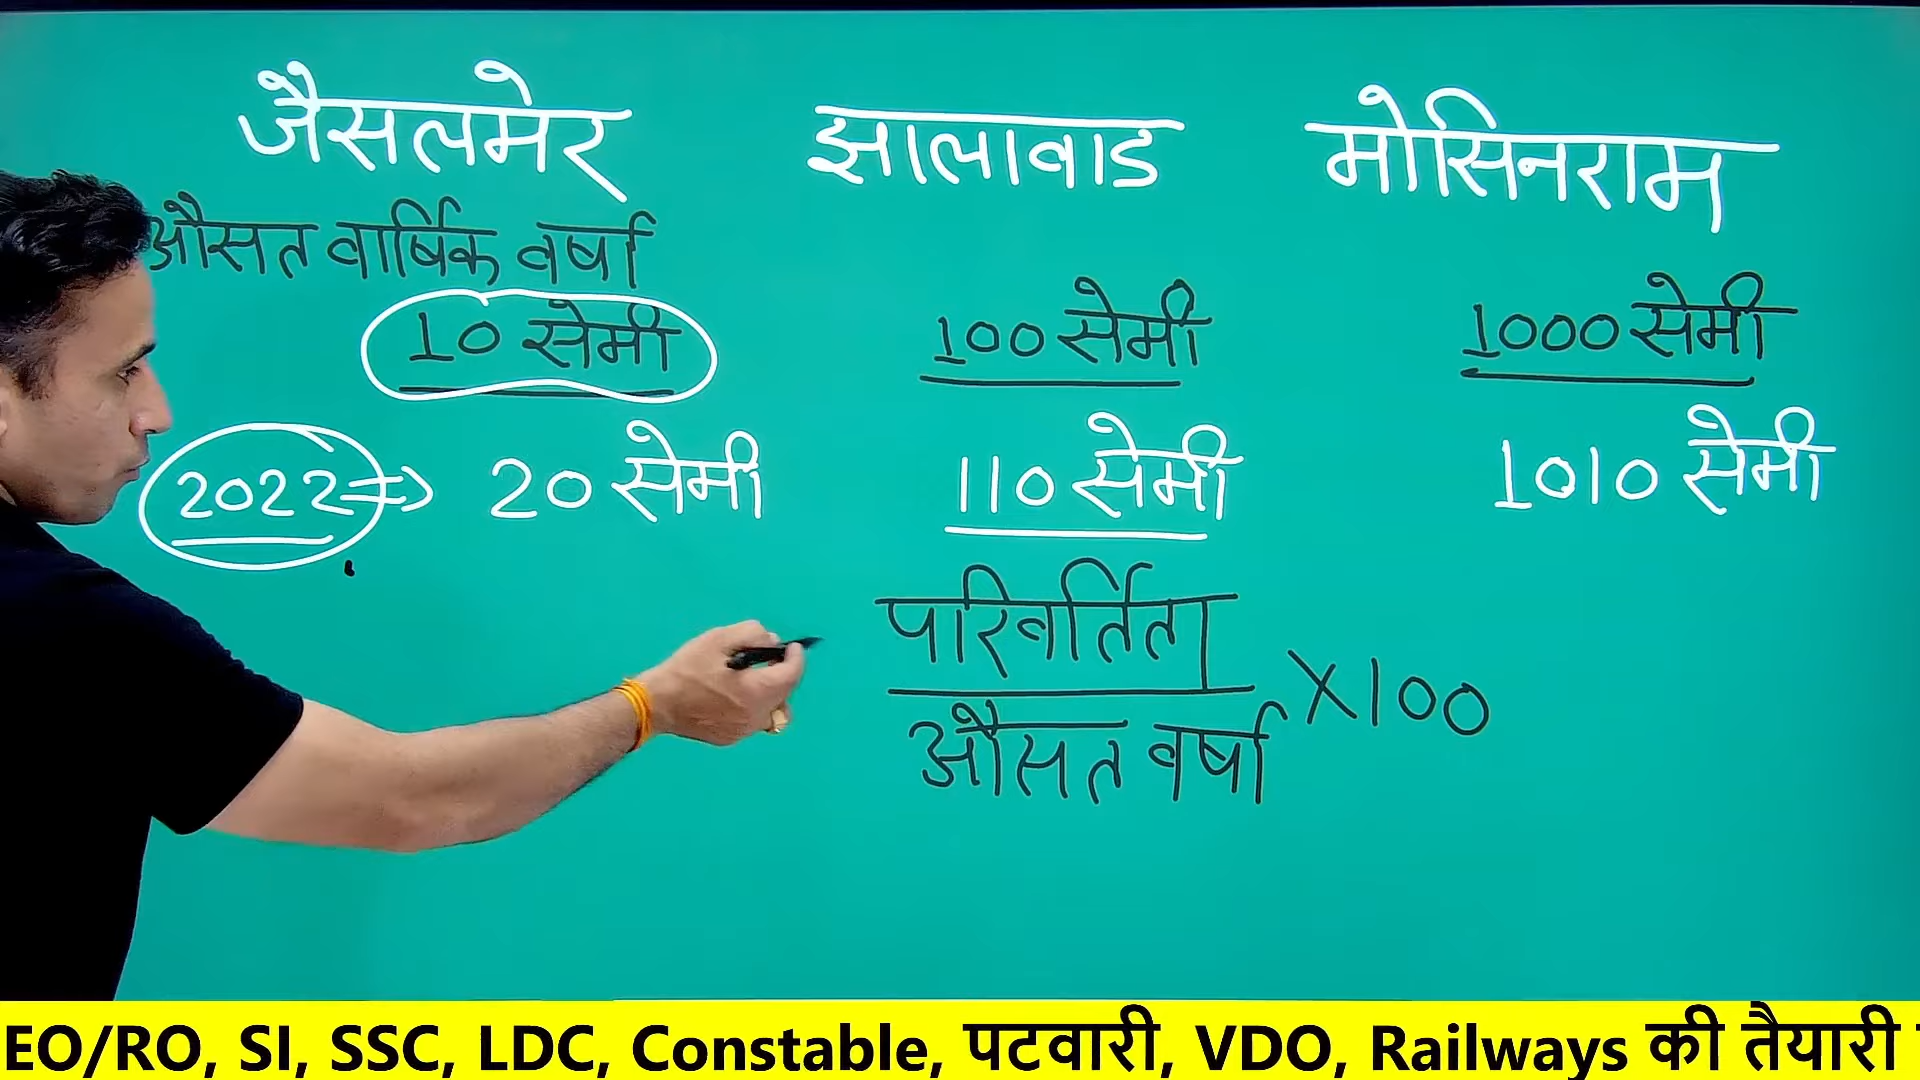 जैसलमेर झालावाड मोसिनराम
औसत वार्षिक वर्षा
10 सेमी 100 सेमी 1000 सेमी
2022 => 20 सेमी 110 सेमी 1010 सेमी
परिवर्तिता
औसत वर्षा
X100
EO/RO, SI, SSC, LDC, Constable, पटवारी, VDO, Railways की तैयारी